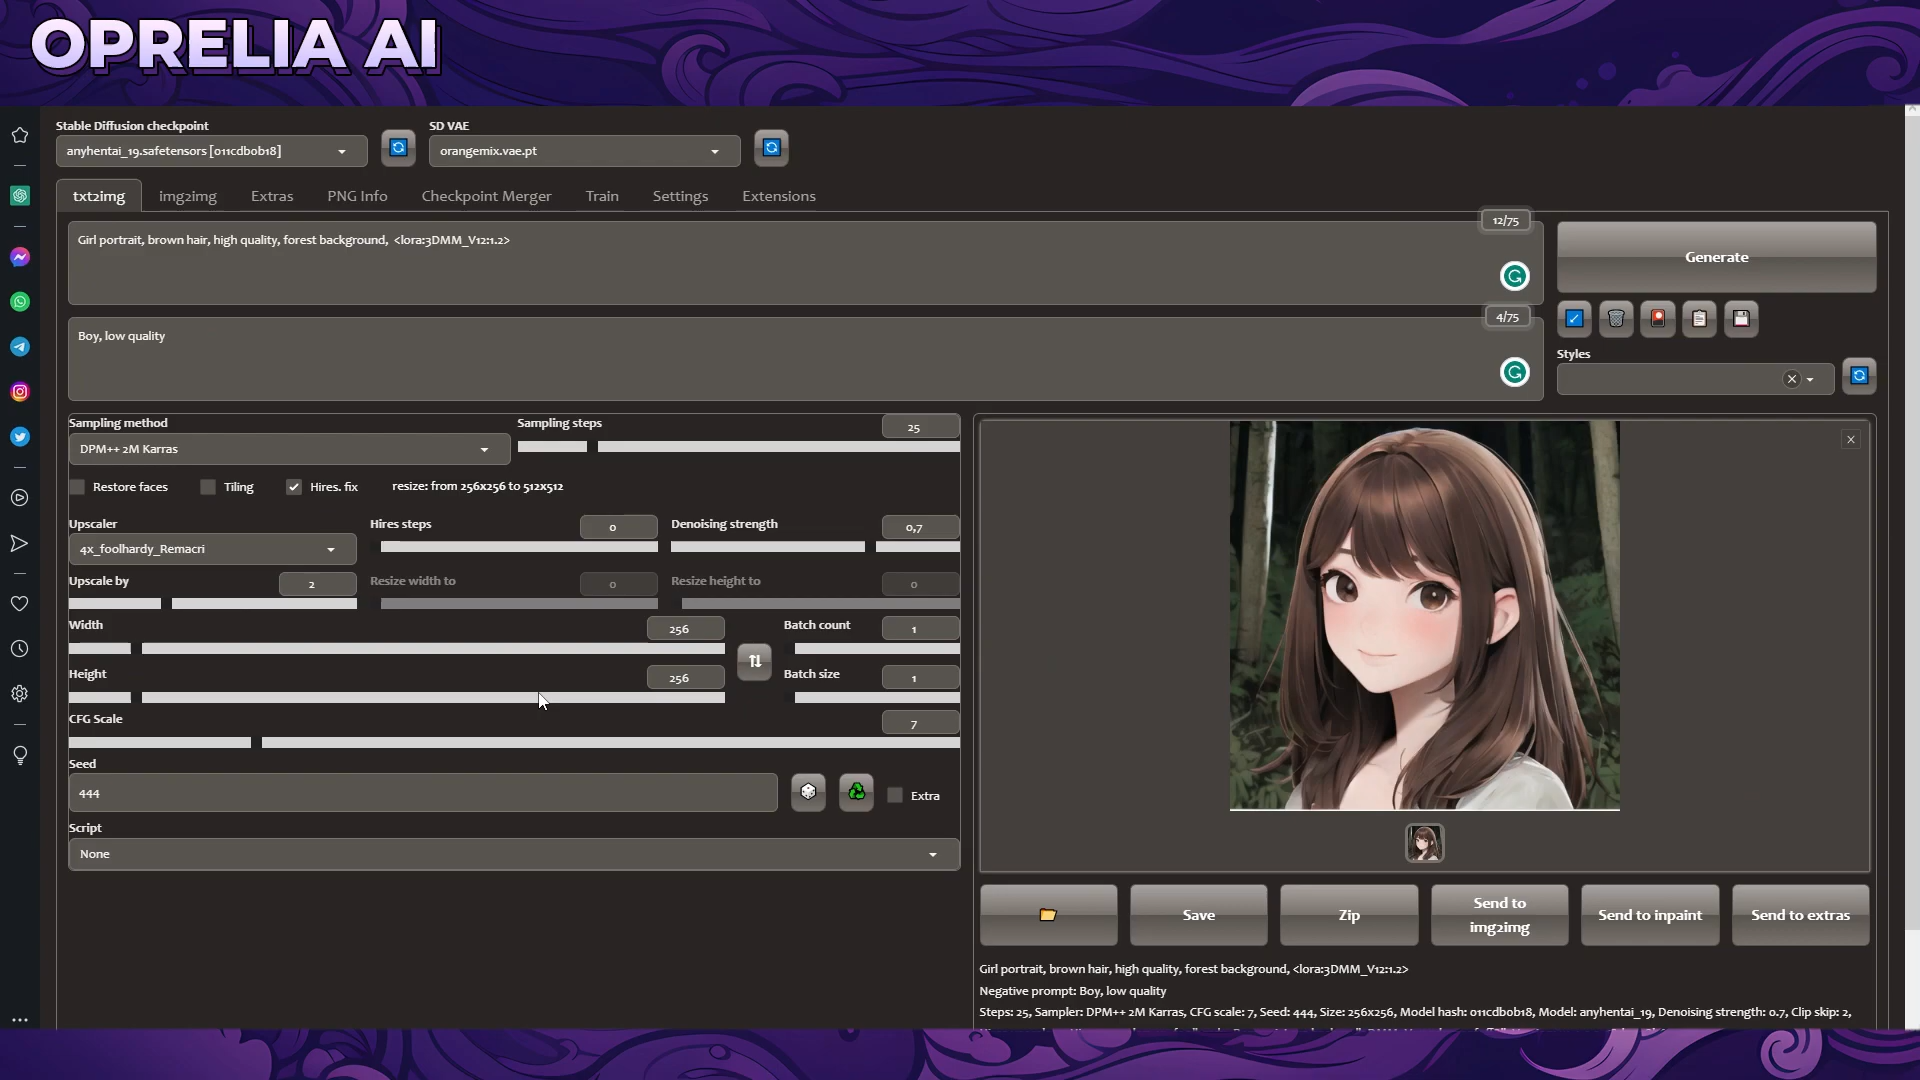 OPRELIA AI
Stable Diffusion checkpoint
SD VAE
anyhentai_19.safetensors [011cdb0b18]
orangemix.vae.pt
txt2img
img2img
Extras
PNG Info
Checkpoint Merger
Train
Settings
Extensions
12/75
Girl portrait, brown hair, high quality, forest background, <lora:3DMM_V12:1.2>
Generate
4/75
Boy, low quality
Styles
Sampling method
Sampling steps
25
DPM++ 2M Karras
Restore faces
Tiling
Hires. fix
resize: from 256x256 to 512x512
Upscaler
Hires steps
0
Denoising strength
0,7
4x_foolhardy_Remacri
Upscale by
2
Resize width to
0
Resize height to
0
Width
256
Batch count
1
Height
256
Batch size
1
CFG Scale
7
Seed
444
Extra
Script
None
Save
Zip
Send to
img2img
Send to inpaint
Send to extras
Girl portrait, brown hair, high quality, forest background, <lora:3DMM_V12:1.2>
Negative prompt: Boy, low quality
Steps: 25, Sampler: DPM++ 2M Karras, CFG scale: 7, Seed: 444, Size: 256x256, Model hash: 011cdb0b18, Model: anyhentai_19, Denoising strength: 0.7, Clip skip: 2,